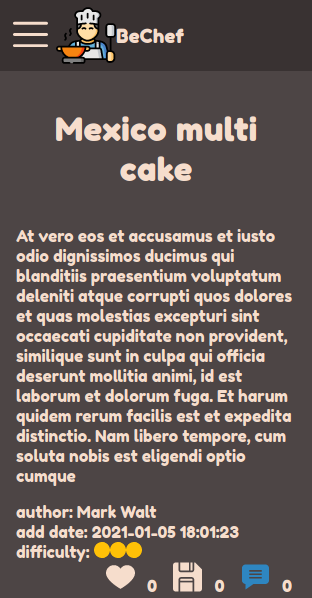 BeChef
Mexico multi
cake
At vero eos et accusamus et iusto
odio dignissimos ducimus qui
blanditiis praesentium voluptatum
deleniti atque corrupti quos dolores
et quas molestias excepturi sint
occaecati cupiditate non provident,
similique sunt in culpa qui officia
deserunt mollitia animi, id est
laborum et dolorum fuga. Et harum
quidem rerum facilis est et expedita
distinctio. Nam libero tempore, cum
soluta nobis est eligendi optio
cumque
author: Mark Walt
add date: 2021-01-05 18:01:23
difficulty:
0 0 0